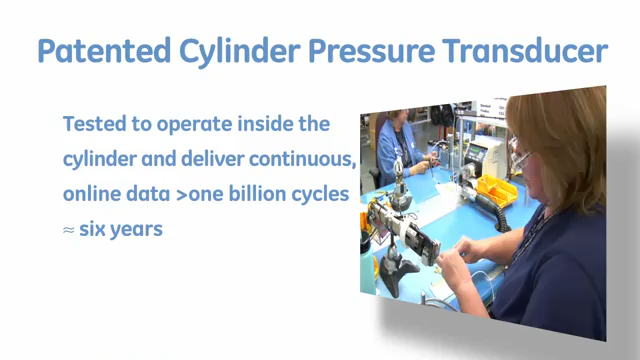 Patented Cylinder Pressure Transducer
Tested to operate inside the
cylinder and deliver continuous,
online data >one billion cycles
≈ six years